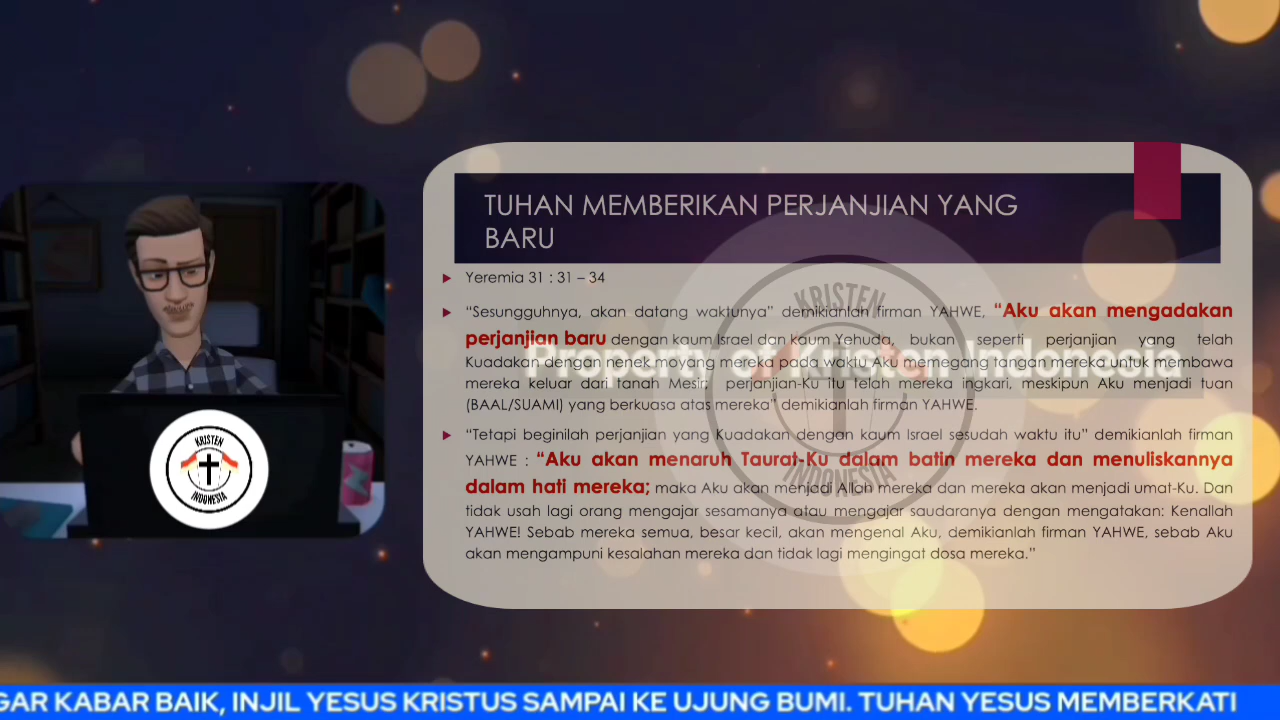 TUHAN MEMBERIKAN PERJANJIAN YANG
BARU
Yeremia 31 : 31 – 34
“Sesungguhnya, akan datang waktunya” demikianlah firman YAHWE, “Aku akan mengadakan
perjanjian baru dengan kaum Israel dan kaum Yehuda, bukan seperti perjanjian yang telah
Kuadakan dengan nenek moyang mereka pada waktu Aku memegang tangan mereka untuk membawa
mereka keluar dari tanah Mesir; perjanjian-Ku itu telah mereka ingkari, meskipun Aku menjadi tuan
(BAAL/SUAMI) yang berkuasa atas mereka” demikianlah firman YAHWE.
“Tetapi beginilah perjanjian yang Kuadakan dengan kaum Israel sesudah waktu itu” demikianlah firman
YAHWE : “Aku akan menaruh Taurat-Ku dalam batin mereka dan menuliskannya
dalam hati mereka; maka Aku akan menjadi Allah mereka dan mereka akan menjadi umat-Ku. Dan
tidak usah lagi orang mengajar sesamanya atau mengajar saudaranya dengan mengatakan: Kenallah
YAHWE! Sebab mereka semua, besar kecil, akan mengenal Aku, demikianlah firman YAHWE, sebab Aku
akan mengampuni kesalahan mereka dan tidak lagi mengingat dosa mereka.”
Property of Kristen Indonesia
KRISTEN
INDONESIA
KRISTEN
INDONESIA
GAR KABAR BAIK, INJIL YESUS KRISTUS SAMPAI KE UJUNG BUMI. TUHAN YESUS MEMBERKATI